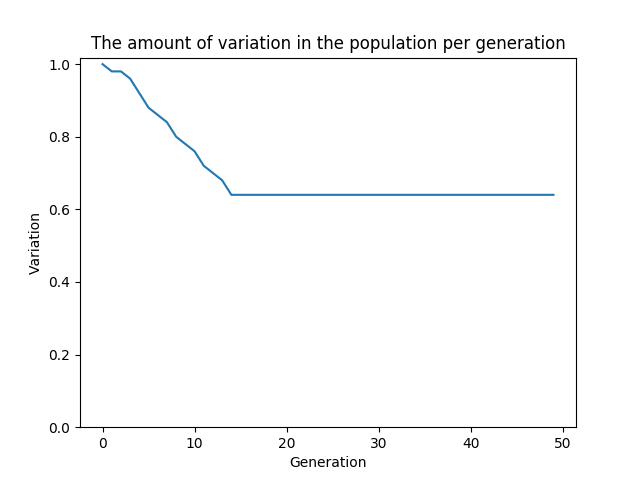 The amount of variation in the population per generation
1.0
0.8
0.6
0.4
0.2
0.0
Variation
0 10 20 30 40 50
Generation